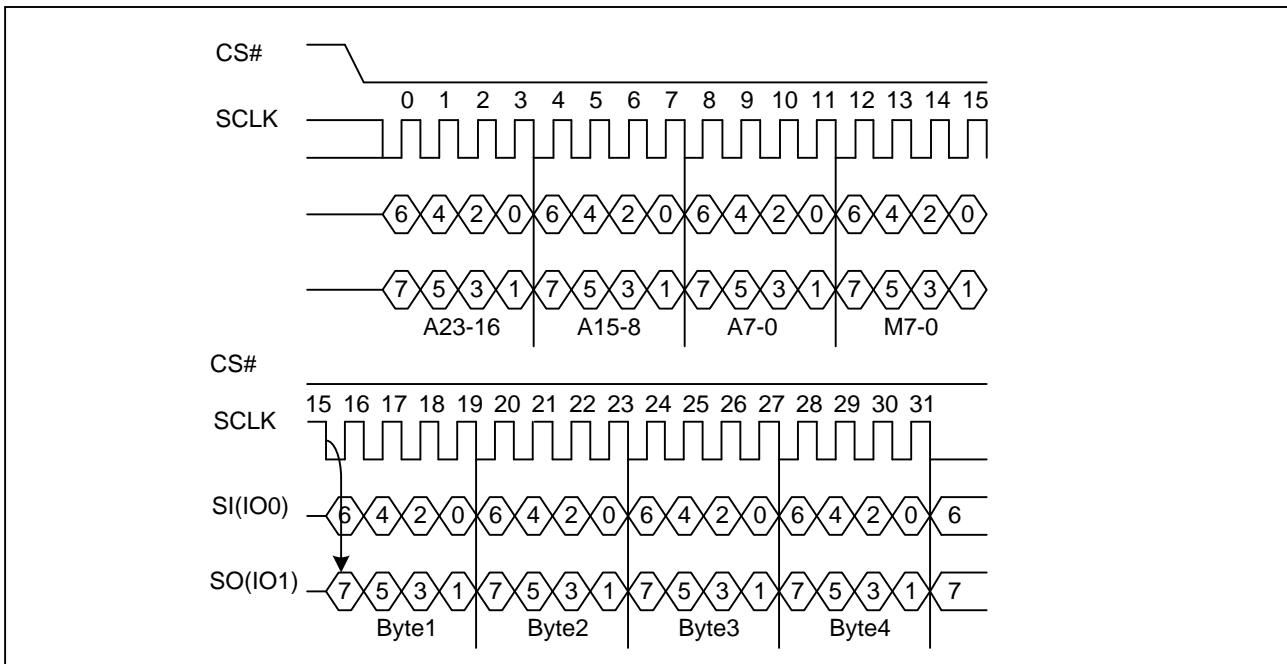 CS#
0 1 2 3 4 5 6 7 8 9 10 11 12 13 14 15
SCLK
6 4 2 0 6 4 2 0 6 4 2 0 6 4 2 0
7 5 3 1 7 5 3 1 7 5 3 1 7 5 3 1
A23-16 A15-8 A7-0 M7-0
CS#
15 16 17 18 19 20 21 22 23 24 25 26 27 28 29 30 31
SCLK
SI(IO0) 6 4 2 0 6 4 2 0 6 4 2 0 6 4 2 0 6
SO(IO1) 7 5 3 1 7 5 3 1 7 5 3 1 7 5 3 1 7
Byte1 Byte2 Byte3 Byte4